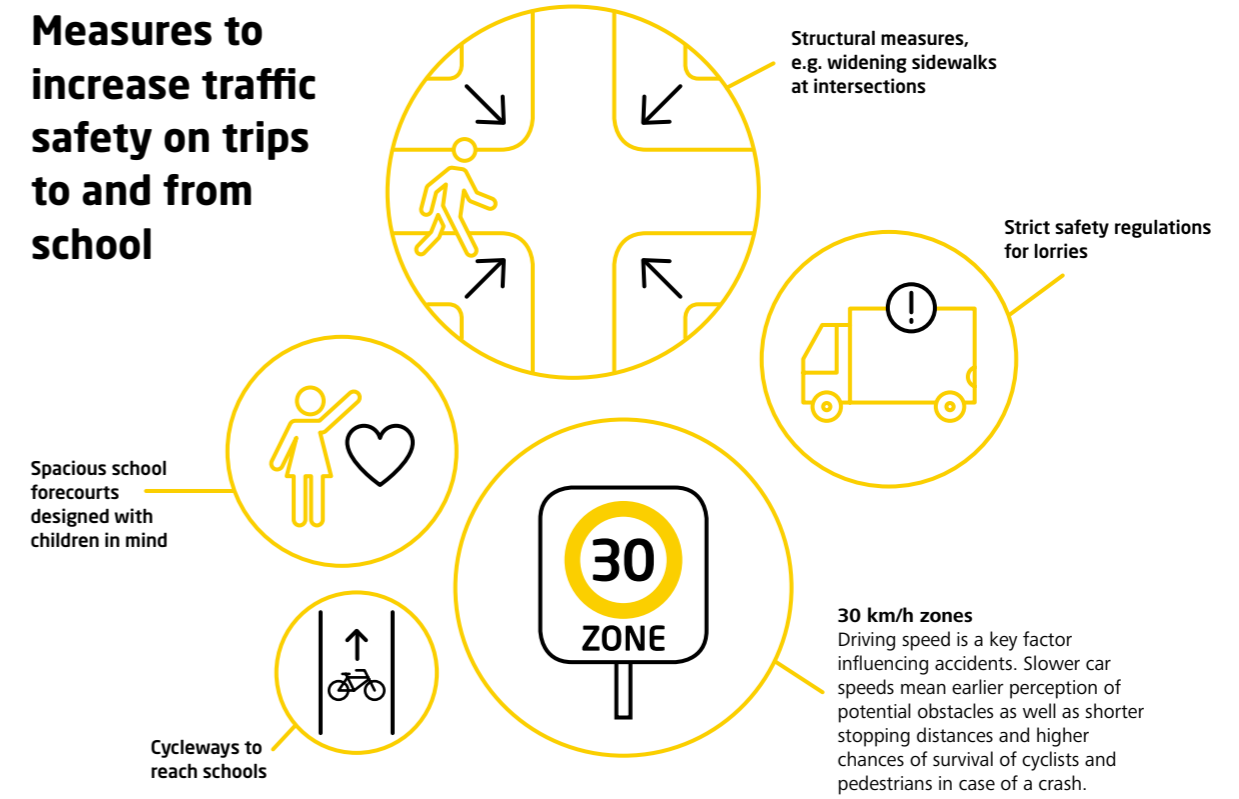 Measures to
increase traffic
safety on trips
to and from
school
Structural measures,
e.g. widening sidewalks
at intersections
Strict safety regulations
for lorries
!
Spacious school
forecourts
designed with
children in mind
30
ZONE
30 km/h zones
Driving speed is a key factor
influencing accidents. Slower car
speeds mean earlier perception of
potential obstacles as well as shorter
stopping distances and higher
chances of survival of cyclists and
pedestrians in case of a crash.
Cycleways to
reach schools